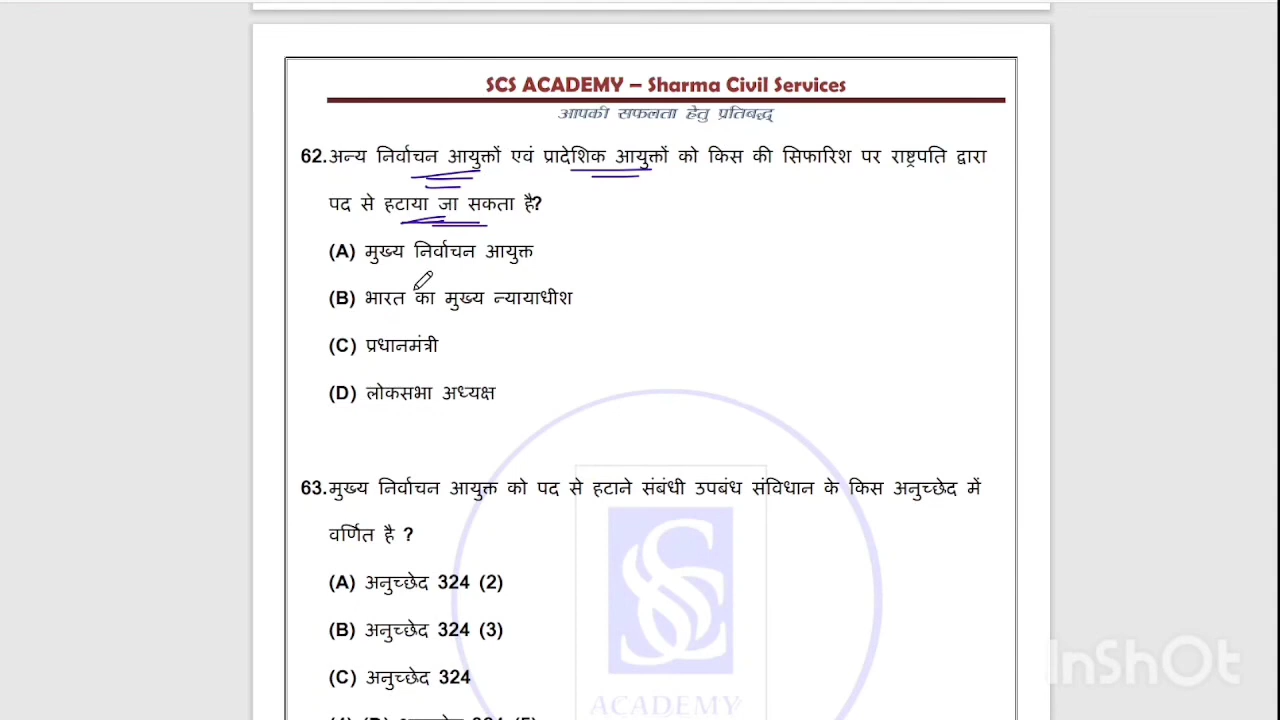 SCS ACADEMY – Sharma Civil Services
आपकी सफलता हेतु प्रतिबद्ध
62.अन्य निर्वाचन आयुक्तों एवं प्रादेशिक आयुक्तों को किस की सिफारिश पर राष्ट्रपति द्वारा
पद से हटाया जा सकता है?
(A) मुख्य निर्वाचन आयुक्त
(B) भारत का मुख्य न्यायाधीश
(C) प्रधानमंत्री
(D) लोकसभा अध्यक्ष
63.मुख्य निर्वाचन आयुक्त को पद से हटाने संबंधी उपबंध संविधान के किस अनुच्छेद में
वर्णित है ?
(A) अनुच्छेद 324 (2)
(B) अनुच्छेद 324 (3)
(C) अनुच्छेद 324
ACADEMY
InShOt